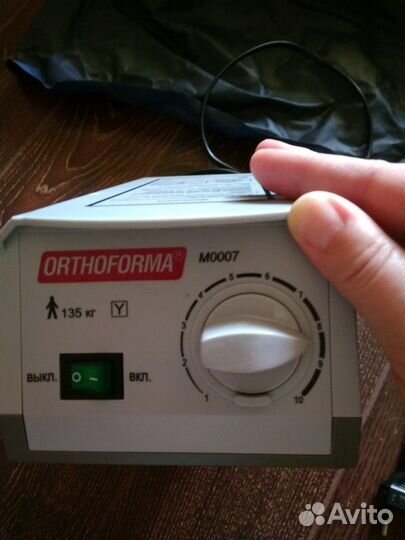 ORTHOFORMA®
M0007
135 кг Y
ВЫКЛ. O – ВКЛ.
1 2 3 4 5 6 7 8 9 10
Avito